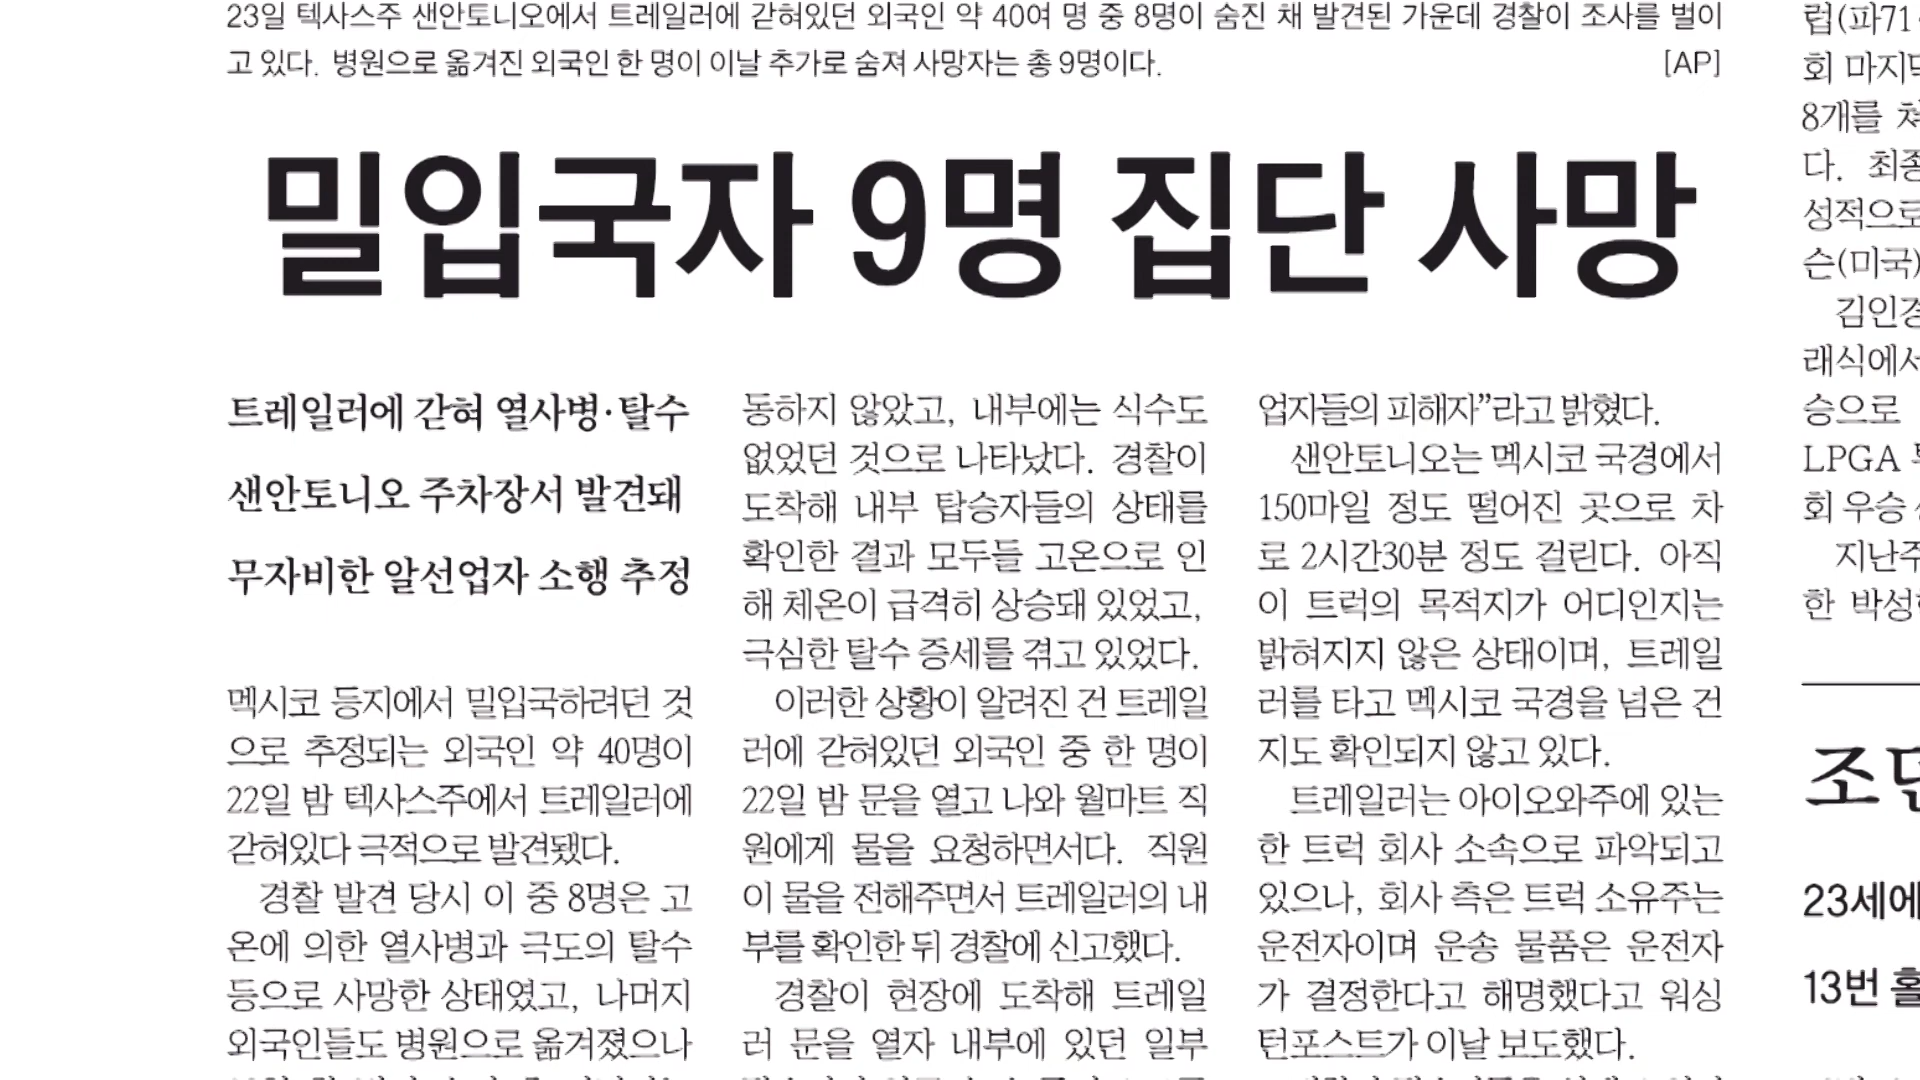 23일 텍사스주 샌안토니오에서 트레일러에 갇혀있던 외국인 약 40여 명 중 8명이 숨진 채 발견된 가운데 경찰이 조사를 벌이
고 있다. 병원으로 옮겨진 외국인 한 명이 이날 추가로 숨져 사망자는 총 9명이다. [AP]
밀입국자 9명 집단 사망
트레일러에 갇혀 열사병·탈수
샌안토니오 주차장서 발견돼
무자비한 알선업자 소행 추정
멕시코 등지에서 밀입국하려던 것
으로 추정되는 외국인 약 40명이
22일 밤 텍사스주에서 트레일러에
갇혀있다 극적으로 발견됐다.
경찰 발견 당시 이 중 8명은 고
온에 의한 열사병과 극도의 탈수
등으로 사망한 상태였고, 나머지
외국인들도 병원으로 옮겨졌으나
동하지 않았고, 내부에는 식수도
없었던 것으로 나타났다. 경찰이
도착해 내부 탑승자들의 상태를
확인한 결과 모두들 고온으로 인
해 체온이 급격히 상승돼 있었고,
극심한 탈수 증세를 겪고 있었다.
이러한 상황이 알려진 건 트레일
러에 갇혀있던 외국인 중 한 명이
22일 밤 문을 열고 나와 월마트 직
원에게 물을 요청하면서다. 직원
이 물을 전해주면서 트레일러의 내
부를 확인한 뒤 경찰에 신고했다.
경찰이 현장에 도착해 트레일
러 문을 열자 내부에 있던 일부
업자들의 피해자”라고 밝혔다.
샌안토니오는 멕시코 국경에서
150마일 정도 떨어진 곳으로 차
로 2시간30분 정도 걸린다. 아직
이 트럭의 목적지가 어디인지는
밝혀지지 않은 상태이며, 트레일
러를 타고 멕시코 국경을 넘은 건
지도 확인되지 않고 있다.
트레일러는 아이오와주에 있는
한 트럭 회사 소속으로 파악되고
있으나, 회사 측은 트럭 소유주는
운전자이며 운송 물품은 운전자
가 결정한다고 해명했다고 워싱
턴포스트가 이날 보도했다.
럽(파71
회 마지막
8개를 쳐
다. 최종
성적으로
슨(미국)
김인경
래식에서
승으로
LPGA
회 우승
지난주
한 박성
조던
23세에
13번 홀